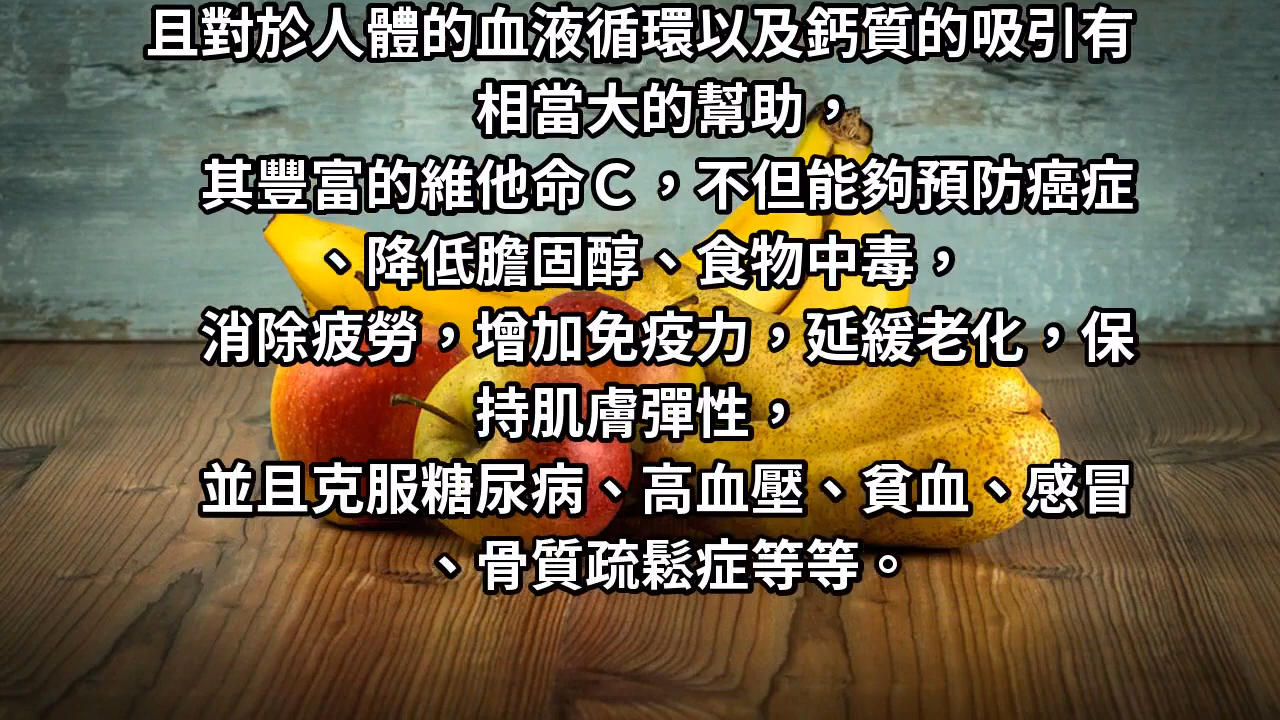 且對於人體的血液循環以及鈣質的吸引有
相當大的幫助，
其豐富的維他命Ｃ，不但能夠預防癌症
、降低膽固醇、食物中毒，
消除疲勞，增加免疫力，延緩老化，保
持肌膚彈性，
並且克服糖尿病、高血壓、貧血、感冒
、骨質疏鬆症等等。